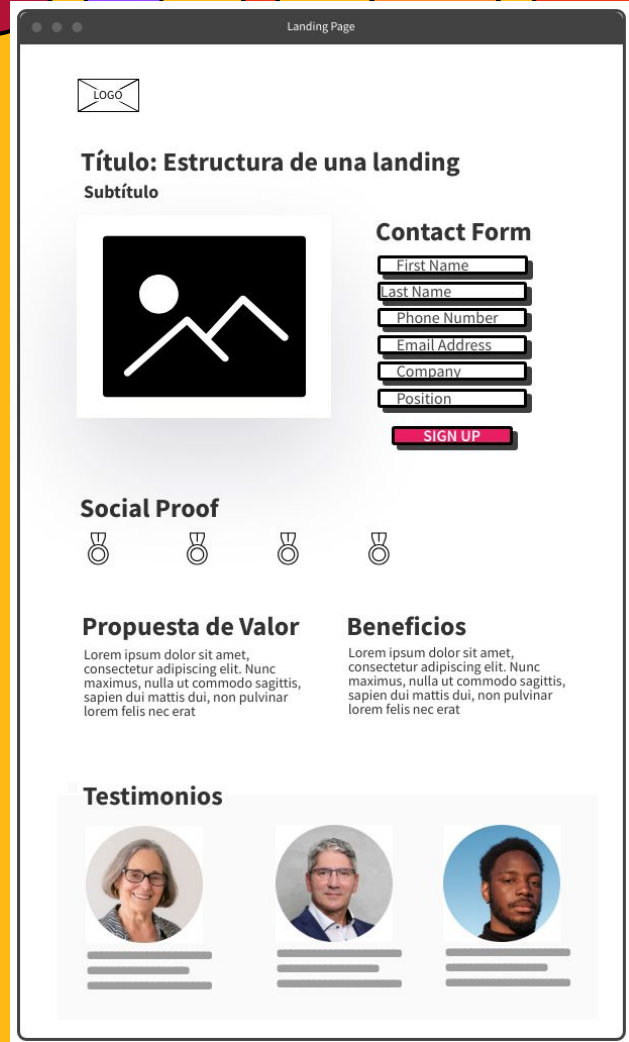 Landing Page
LOGO
Título: Estructura de una landing
Subtítulo
Contact Form
First Name
Last Name
Phone Number
Email Address
Company
Position
SIGN UP
Social Proof
Propuesta de Valor
Lorem ipsum dolor sit amet,
consectetur adipiscing elit. Nunc
maximus, nulla ut commodo sagittis,
sapien dui mattis dui, non pulvinar
lorem felis nec erat
Beneficios
Lorem ipsum dolor sit amet,
consectetur adipiscing elit. Nunc
maximus, nulla ut commodo sagittis,
sapien dui mattis dui, non pulvinar
lorem felis nec erat
Testimonios